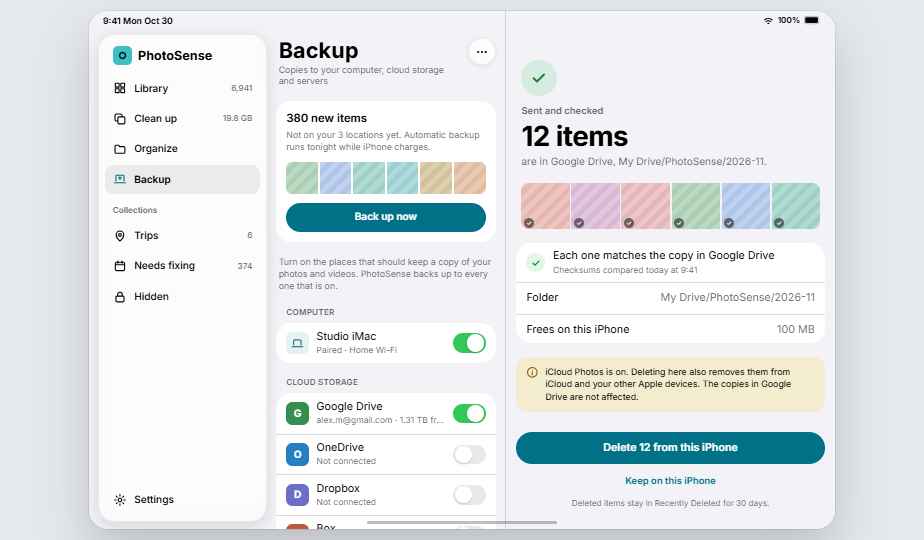 9:41 Mon Oct 30
100%
PhotoSense
Library 6,941
Clean up 19.8 GB
Organize
Backup
Collections
Trips 6
Needs fixing 374
Hidden
Settings
Backup
Copies to your computer, cloud storage
and servers
380 new items
Not on your 3 locations yet. Automatic backup
runs tonight while iPhone charges.
Back up now
Turn on the places that should keep a copy of your
photos and videos. PhotoSense backs up to every
one that is on.
COMPUTER
Studio iMac
Paired · Home Wi-Fi
CLOUD STORAGE
G
Google Drive
alex.m@gmail.com · 1.31 TB fr...
O
OneDrive
Not connected
D
Dropbox
Not connected
Box
Sent and checked
12 items
are in Google Drive, My Drive/PhotoSense/2026-11.
Each one matches the copy in Google Drive
Checksums compared today at 9:41
Folder My Drive/PhotoSense/2026-11
Frees on this iPhone 100 MB
iCloud Photos is on. Deleting here also removes them from
iCloud and your other Apple devices. The copies in Google
Drive are not affected.
Delete 12 from this iPhone
Keep on this iPhone
Deleted items stay in Recently Deleted for 30 days.